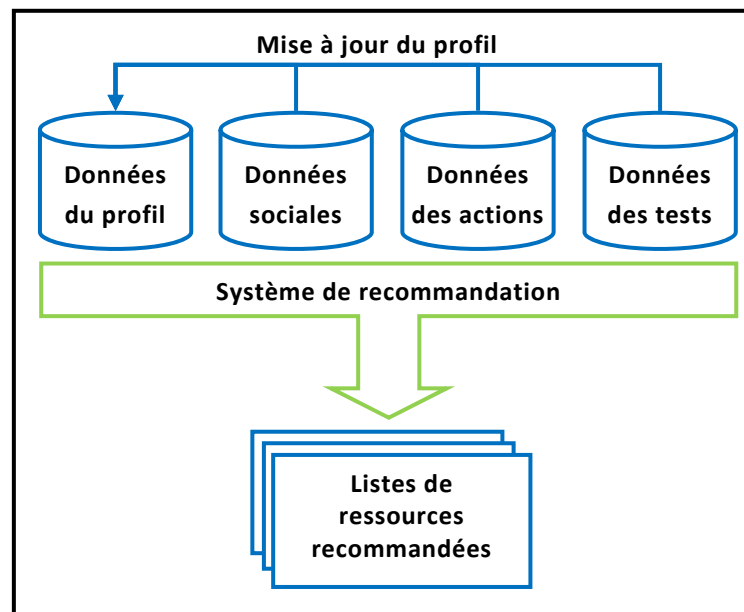 Mise à jour du profil
Données
du profil
Données
sociales
Données
des actions
Données
des tests
Système de recommandation
Listes de
ressources
recommandées